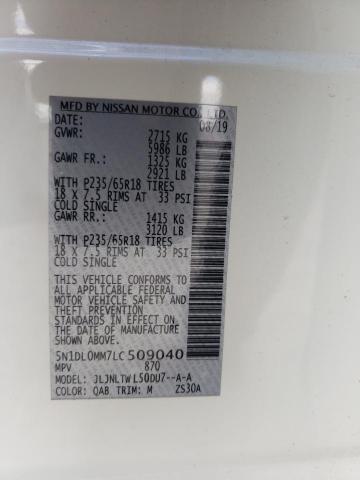 MFD BY NISSAN MOTOR CO., LTD.
DATE: 08/19
GVWR: 2715 KG
5986 LB
GAWR FR.: 1325 KG
2921 LB
WITH P235/65R18 TIRES
18 X 7.5 RIMS AT 33 PSI
COLD SINGLE
GAWR RR.: 1415 KG
3120 LB
WITH P235/65R18 TIRES
18 X 7.5 RIMS AT 33 PSI
COLD SINGLE
THIS VEHICLE CONFORMS TO
ALL APPLICABLE FEDERAL
MOTOR VEHICLE SAFETY
AND THEFT PREVENTION
STANDARDS IN EFFECT ON
THE DATE OF MANUFACTURE
SHOWN ABOVE.
5N1DL0MM7LC509040
MPV 870
MODEL: JLJNLTWL50DU7--A-A
COLOR: QAB TRIM: M ZS30A